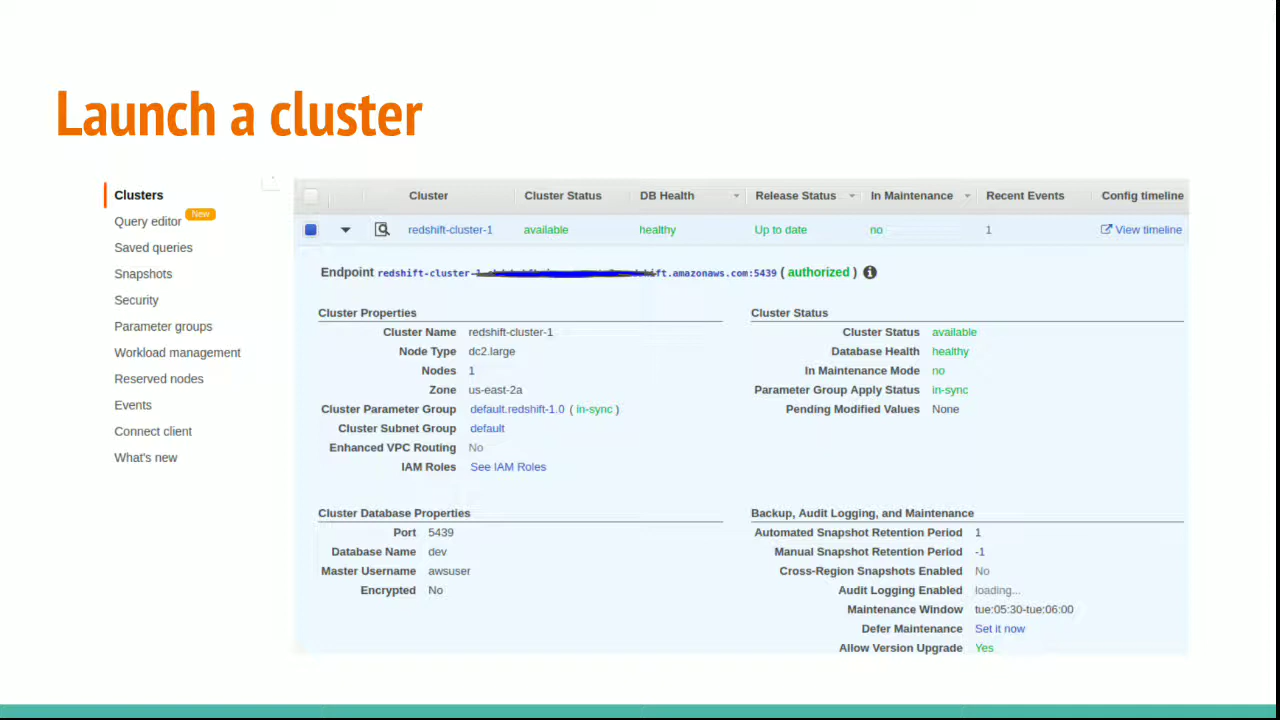 Launch a cluster
Clusters
Query editor New
Saved queries
Snapshots
Security
Parameter groups
Workload management
Reserved nodes
Events
Connect client
What's new
Cluster Cluster Status DB Health Release Status In Maintenance Recent Events Config timeline
redshift-cluster-1 available healthy Up to date no 1 View timeline
Endpoint redshift-cluster- ft.amazonaws.com:5439 ( authorized )
Cluster Properties
Cluster Name redshift-cluster-1
Node Type dc2.large
Nodes 1
Zone us-east-2a
Cluster Parameter Group default.redshift-1.0 ( in-sync )
Cluster Subnet Group default
Enhanced VPC Routing No
IAM Roles See IAM Roles
Cluster Status
Cluster Status available
Database Health healthy
In Maintenance Mode no
Parameter Group Apply Status in-sync
Pending Modified Values None
Cluster Database Properties
Port 5439
Database Name dev
Master Username awsuser
Encrypted No
Backup, Audit Logging, and Maintenance
Automated Snapshot Retention Period 1
Manual Snapshot Retention Period -1
Cross-Region Snapshots Enabled No
Audit Logging Enabled loading...
Maintenance Window tue:05:30-tue:06:00
Defer Maintenance Set it now
Allow Version Upgrade Yes